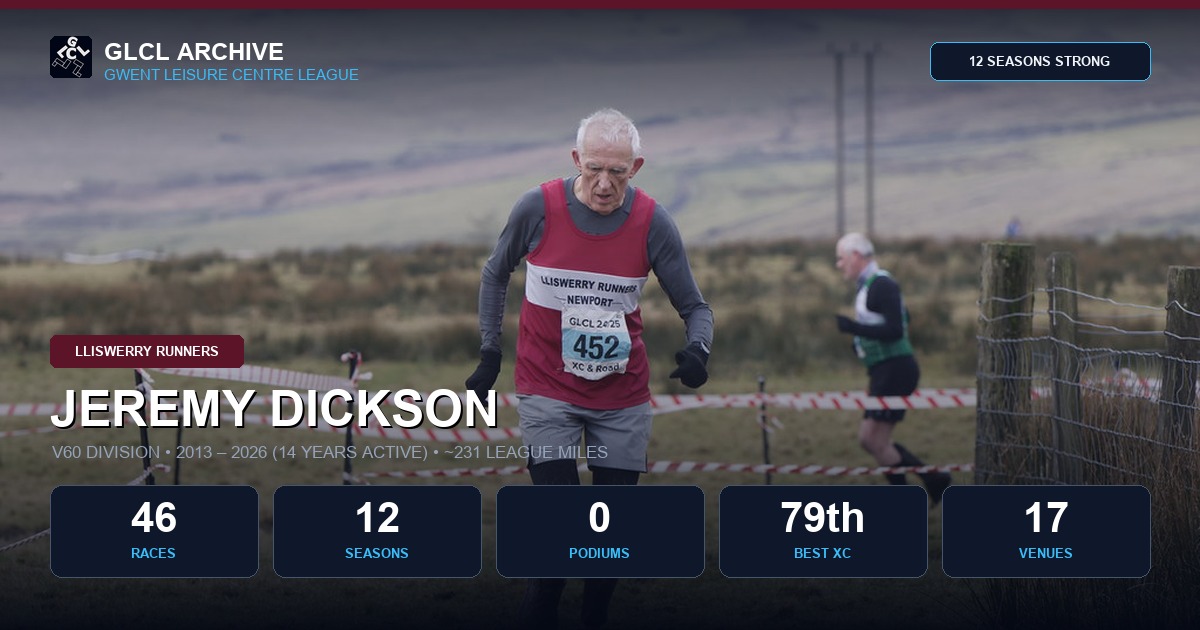 GLCL ARCHIVE
GWENT LEISURE CENTRE LEAGUE
12 SEASONS STRONG
LLISWERRY RUNNERS
NEWPORT
GLCL 24/25
452
XC & Road
LLISWERRY RUNNERS
JEREMY DICKSON
V60 DIVISION • 2013 – 2026 (14 YEARS ACTIVE) • ~231 LEAGUE MILES
46
RACES
12
SEASONS
0
PODIUMS
79th
BEST XC
17
VENUES